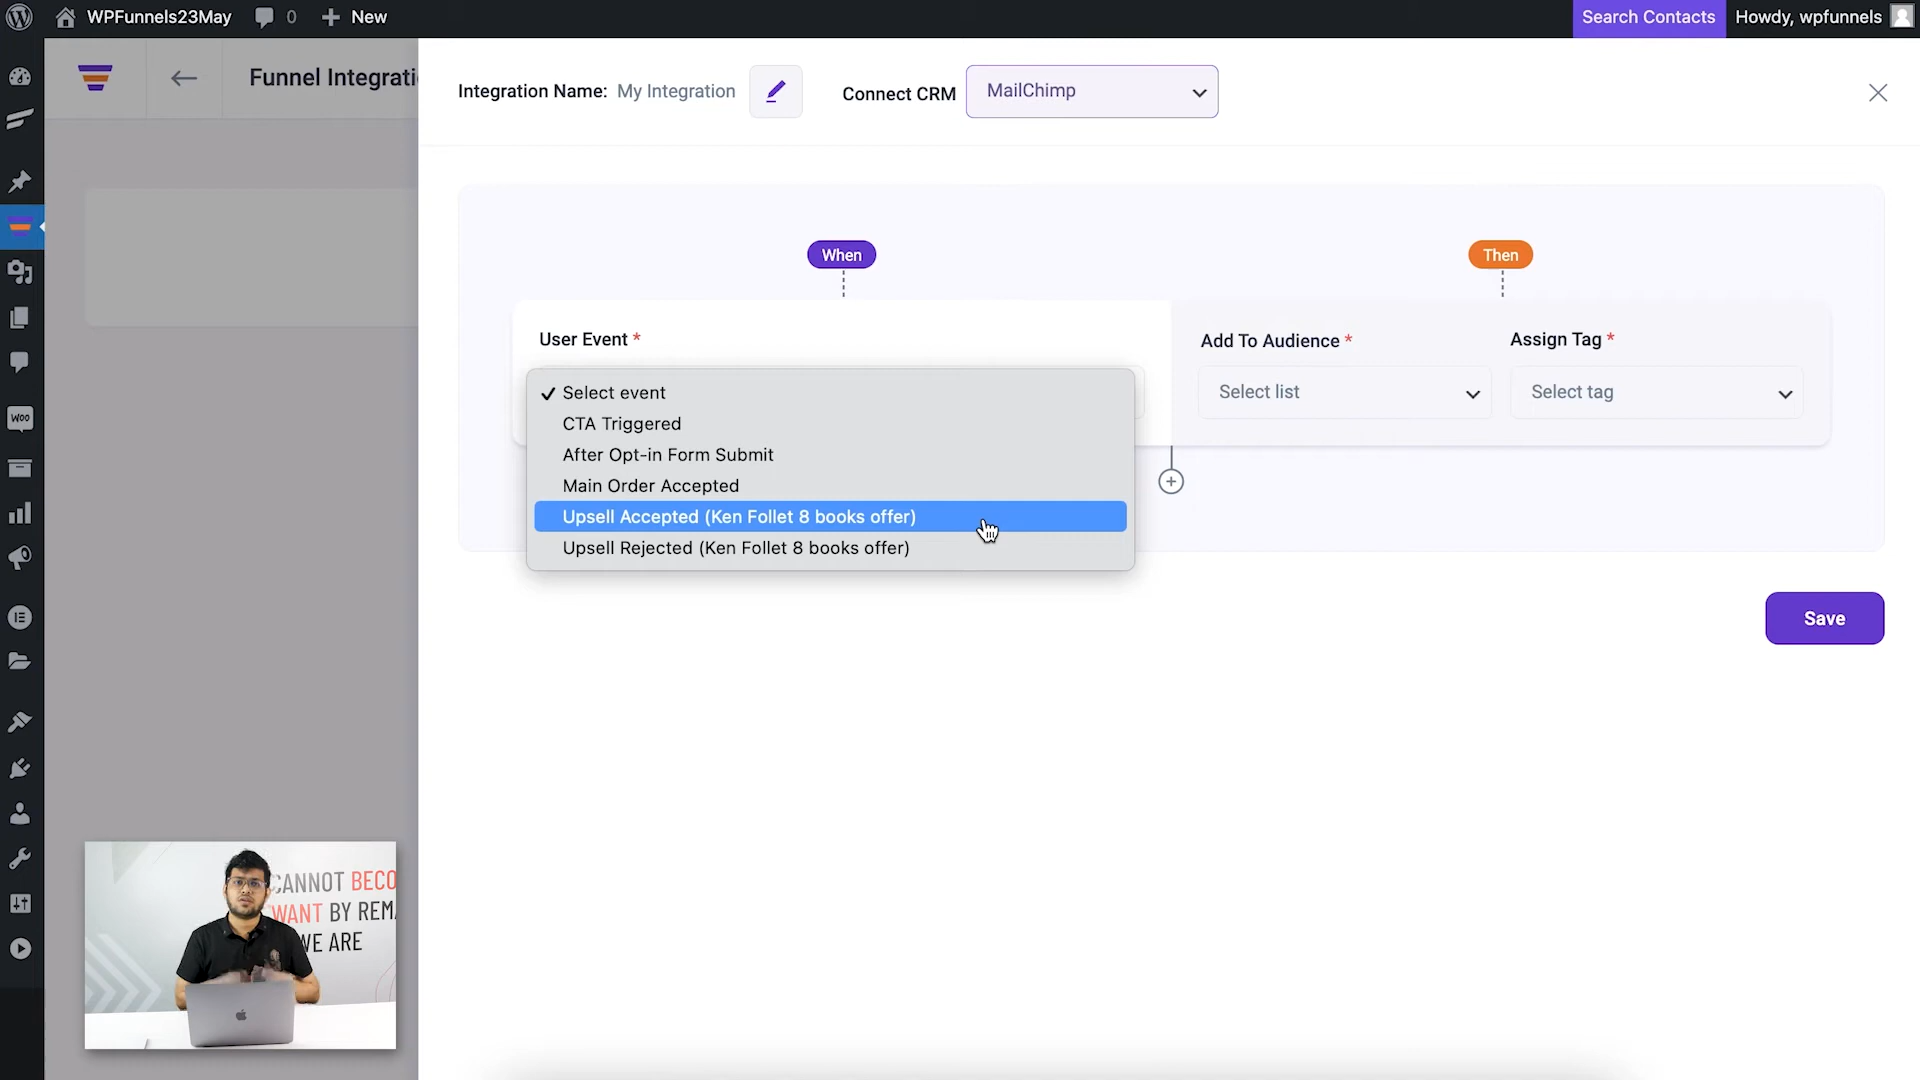 WPFunnels23May
0
New
Search Contacts
Howdy, wpfunnels
Funnel Integrati
Integration Name: My Integration
Connect CRM
MailChimp
When
Then
User Event *
Add To Audience *
Assign Tag *
Select event
CTA Triggered
After Opt-in Form Submit
Main Order Accepted
Upsell Accepted (Ken Follet 8 books offer)
Upsell Rejected (Ken Follet 8 books offer)
Select list
Select tag
Save
Woo
CANNOT BECO
WANT BY REMA
WE ARE